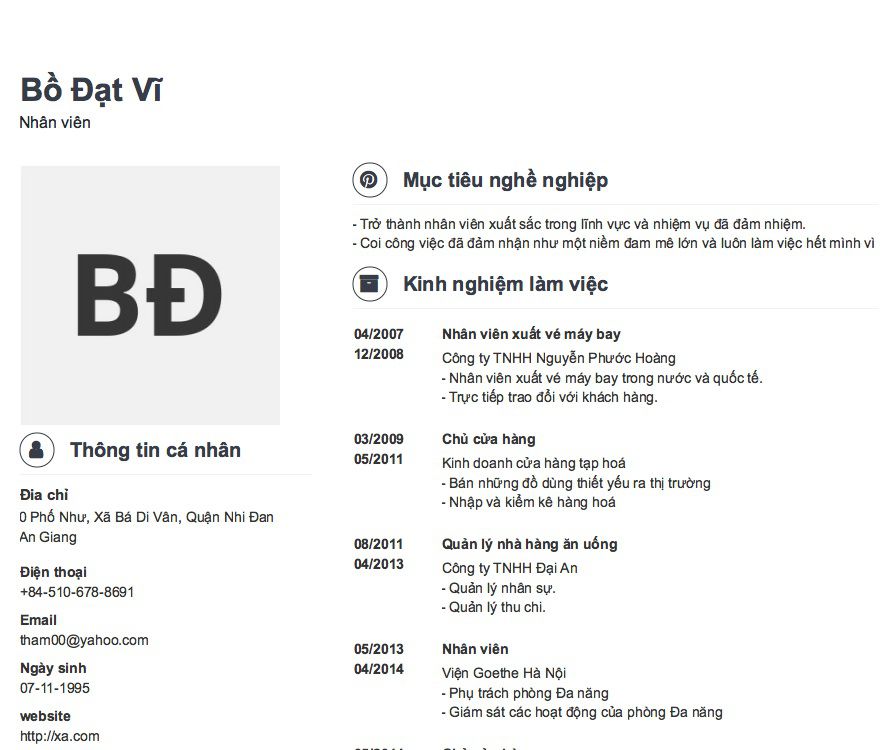 Bồ Đạt Vĩ
Nhân viên
BĐ
Thông tin cá nhân
Đia chỉ
0 Phố Như, Xã Bá Di Vân, Quận Nhi Đan
An Giang
Điện thoại
+84-510-678-8691
Email
tham00@yahoo.com
Ngày sinh
07-11-1995
website
http://xa.com
Mục tiêu nghề nghiệp
- Trở thành nhân viên xuất sắc trong lĩnh vực và nhiệm vụ đã đảm nhiệm.
- Coi công việc đã đảm nhận như một niềm đam mê lớn và luôn làm việc hết mình vì
Kinh nghiệm làm việc
04/2007 Nhân viên xuất vé máy bay
12/2008 Công ty TNHH Nguyễn Phước Hoàng
- Nhân viên xuất vé máy bay trong nước và quốc tế.
- Trực tiếp trao đổi với khách hàng.
03/2009 Chủ cửa hàng
05/2011 Kinh doanh cửa hàng tạp hoá
- Bán những đồ dùng thiết yếu ra thị trường
- Nhập và kiểm kê hàng hoá
08/2011 Quản lý nhà hàng ăn uống
04/2013 Công ty TNHH Đại An
- Quản lý nhân sự.
- Quản lý thu chi.
05/2013 Nhân viên
04/2014 Viện Goethe Hà Nội
- Phụ trách phòng Đa năng
- Giám sát các hoạt động của phòng Đa năng